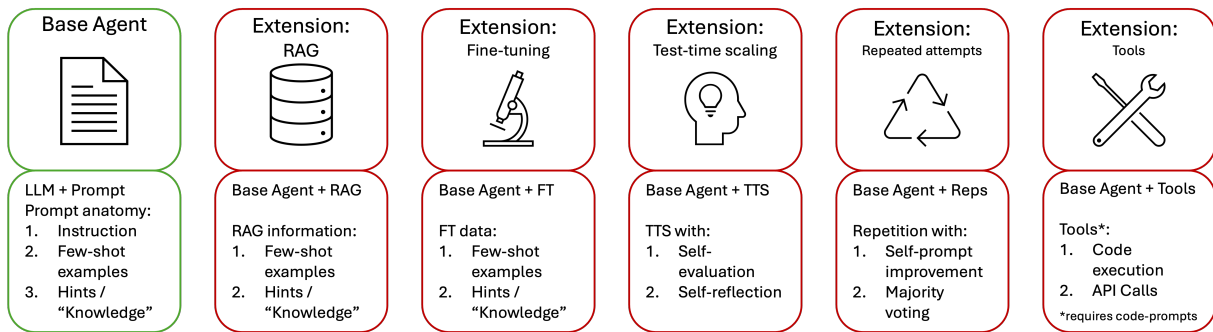 Base Agent
LLM + Prompt
Prompt anatomy:
1. Instruction
2. Few-shot
examples
3. Hints /
“Knowledge”
Extension:
RAG
Base Agent + RAG
RAG information:
1. Few-shot
examples
2. Hints /
“Knowledge”
Extension:
Fine-tuning
Base Agent + FT
FT data:
1. Few-shot
examples
2. Hints /
“Knowledge”
Extension:
Test-time scaling
Base Agent + TTS
TTS with:
1. Self-
evaluation
2. Self-reflection
Extension:
Repeated attempts
Base Agent + Reps
Repetition with:
1. Self-prompt
improvement
2. Majority
voting
Extension:
Tools
Base Agent + Tools
Tools*:
1. Code
execution
2. API Calls
*requires code-prompts